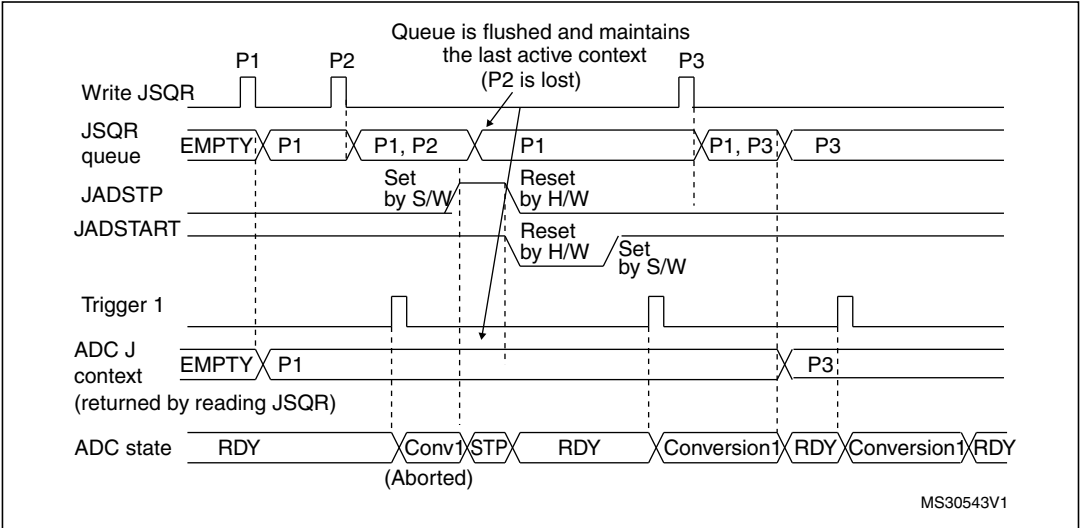 Queue is flushed and maintains
the last active context
(P2 is lost)
P1
P2
P3
Write JSQR
JSQR
queue
EMPTY
P1
P1, P2
P1
P1, P3
P3
Set
by S/W
Reset
by H/W
JADSTP
JADSTART
Reset
by H/W
Set
by S/W
Trigger 1
ADC J
context
(returned by reading JSQR)
EMPTY
P1
P3
ADC state
RDY
Conv1
STP
RDY
Conversion1
RDY
Conversion1
RDY
(Aborted)
MS30543V1